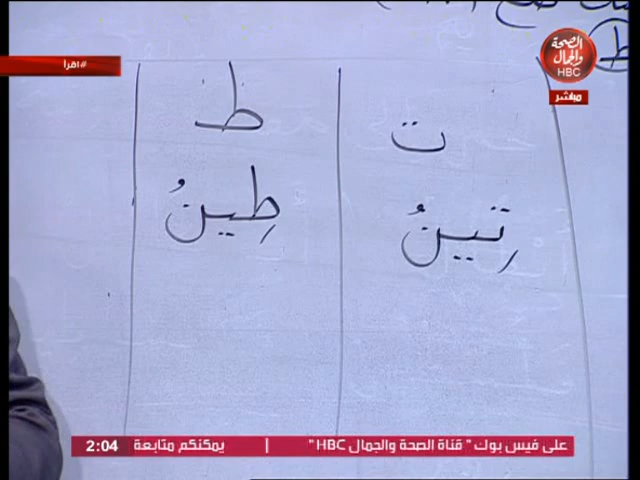 ط
الصحة
والجمال
HBC
مباشر
#اقرأ
ت
ط
تِينُ
طِينُ
على فيس بوك " قناة الصحة والجمال HBC "
|
يمكنكم متابعة
2:04